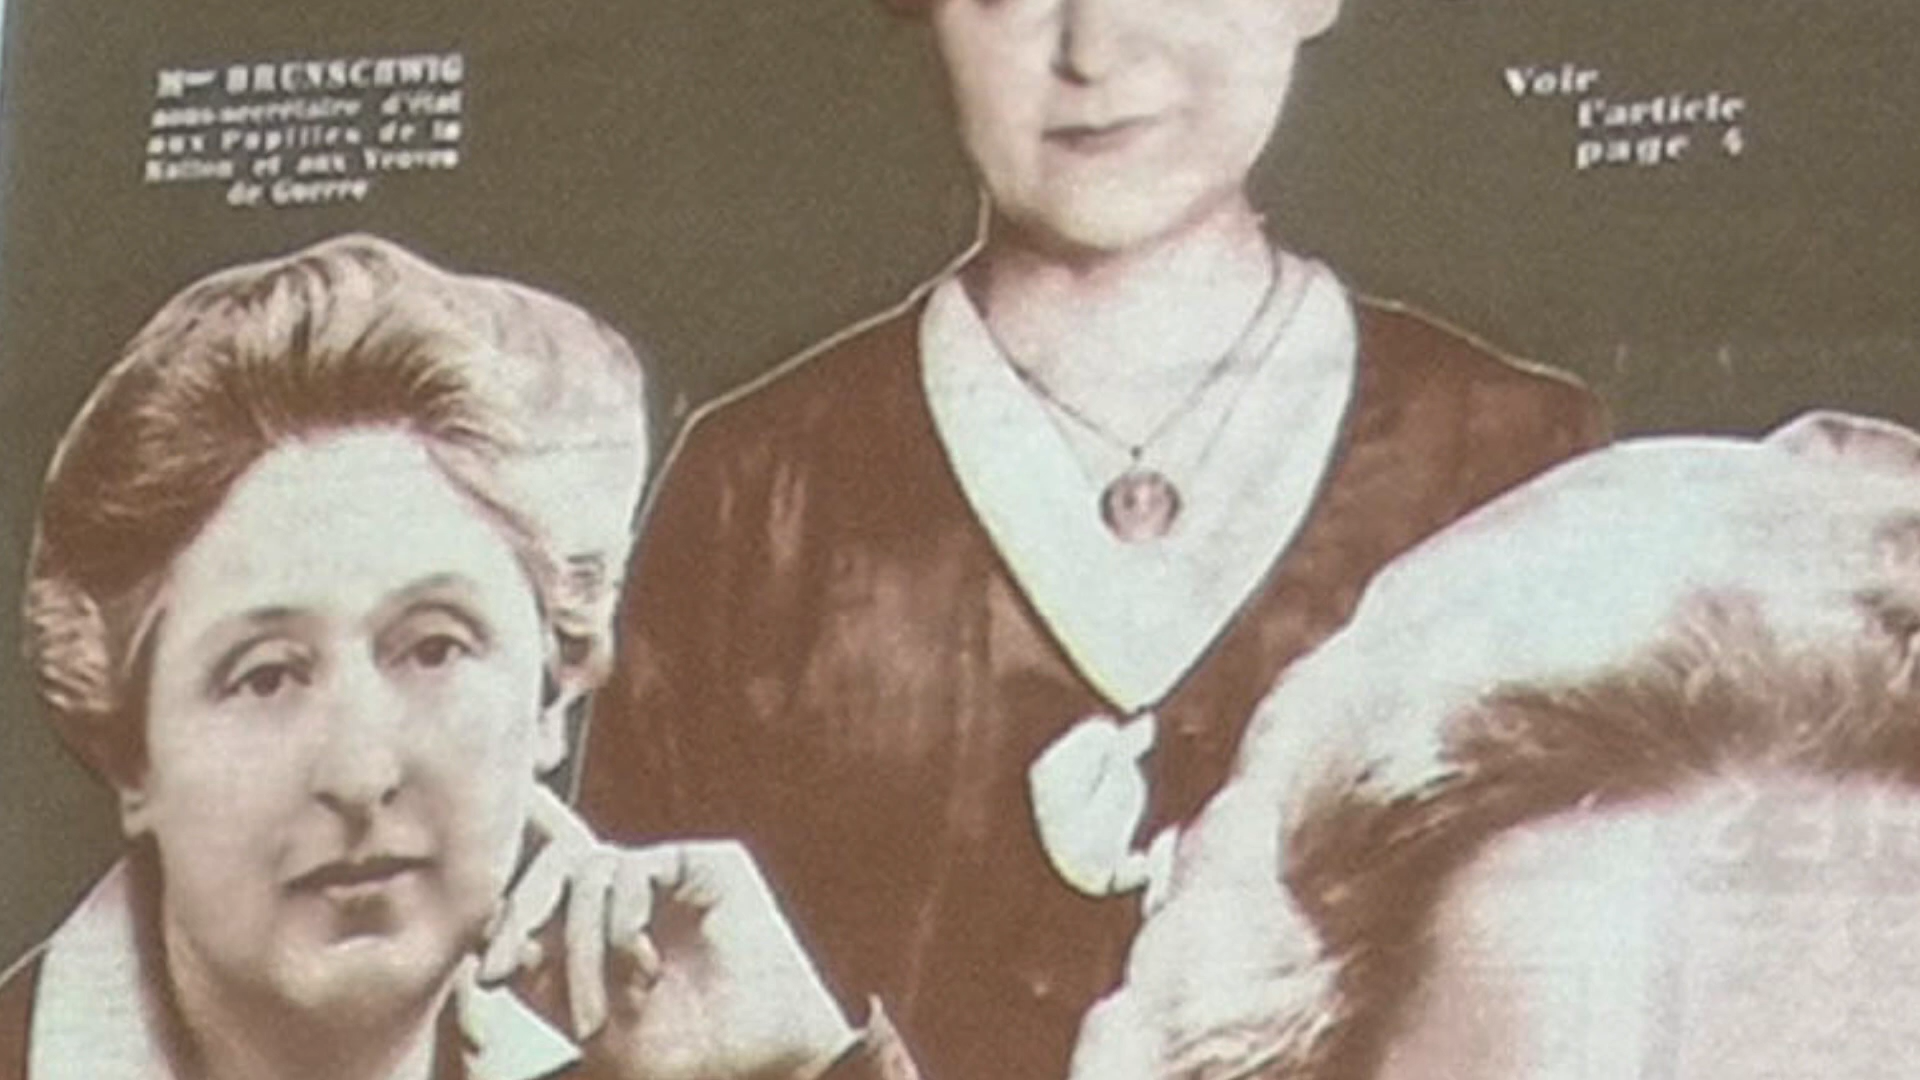 Mme BRUNSCHWIG
sous-secrétaire d'état
aux Pupilles de la
Nation et aux Veuves
de Guerre
Voir
l'article
page 4